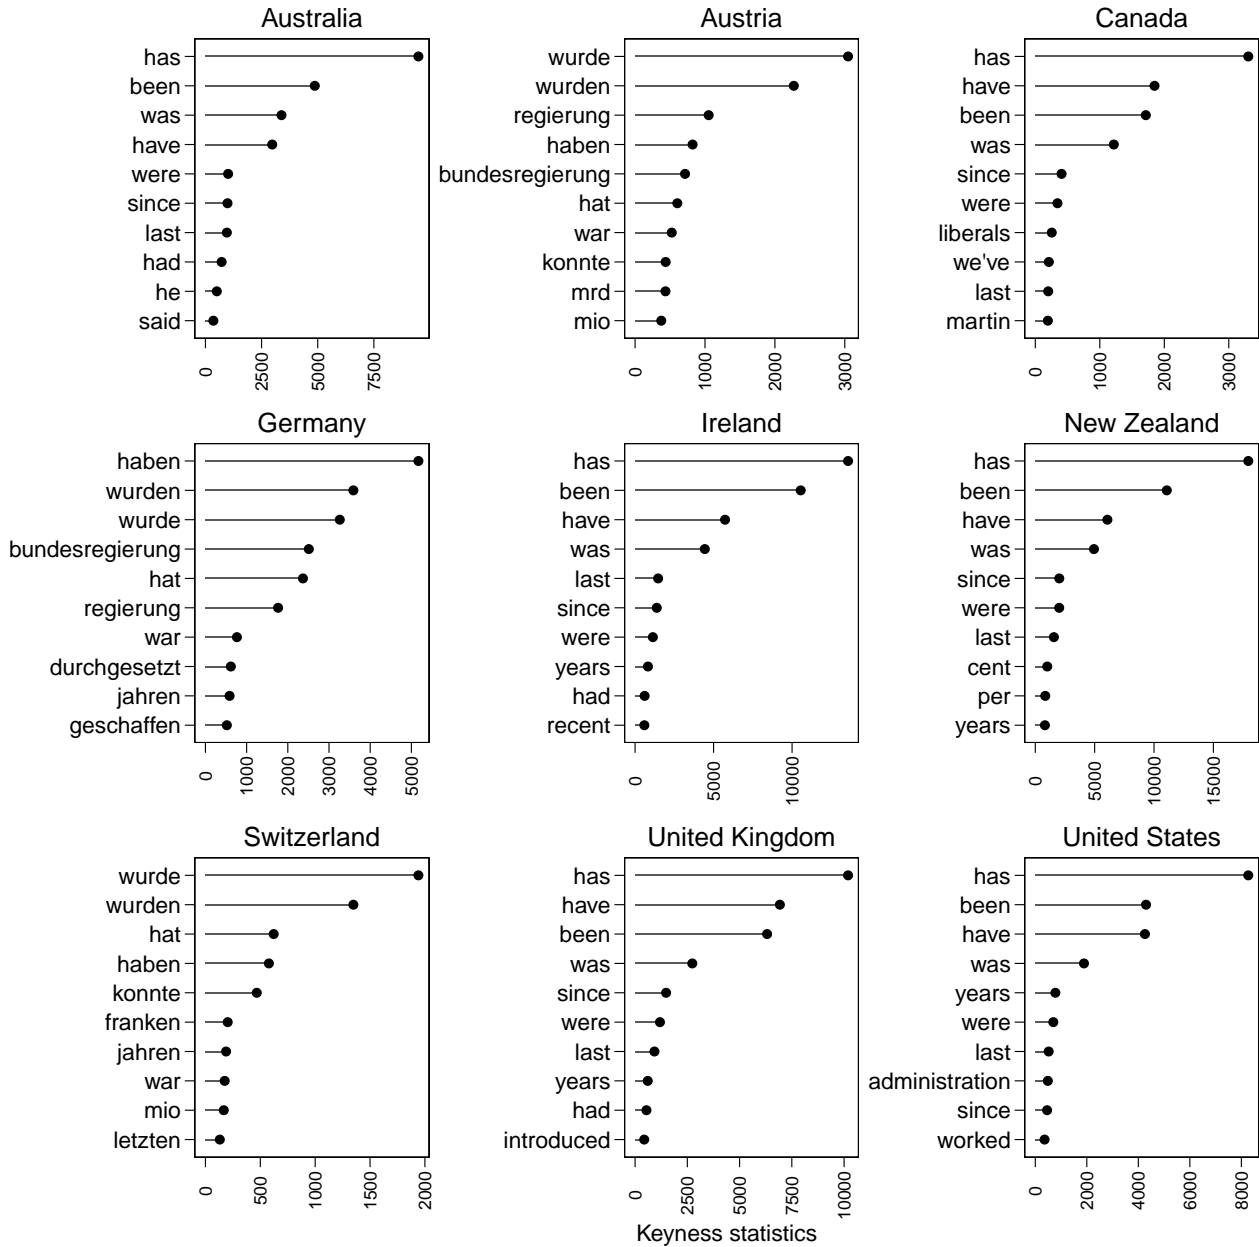 Australia
has
been
was
have
were
since
last
had
he
said
0
2500
5000
7500
Austria
wurde
wurden
regierung
haben
bundesregierung
hat
war
konnte
mrd
mio
0
1000
2000
3000
Canada
has
have
been
was
since
were
liberals
we've
last
martin
0
1000
2000
3000
Germany
haben
wurden
wurde
bundesregierung
hat
regierung
war
durchgesetzt
jahren
geschaffen
0
1000
2000
3000
4000
5000
Ireland
has
been
have
was
last
since
were
years
had
recent
0
5000
10000
New Zealand
has
been
have
was
since
were
last
cent
per
years
0
5000
10000
15000
Switzerland
wurde
wurden
hat
haben
konnte
franken
jahren
war
mio
letzten
0
500
1000
1500
2000
United Kingdom
has
have
been
was
since
were
last
years
had
introduced
0
2500
5000
7500
10000
United States
has
been
have
was
years
were
last
administration
since
worked
0
2000
4000
6000
8000
Keyness statistics